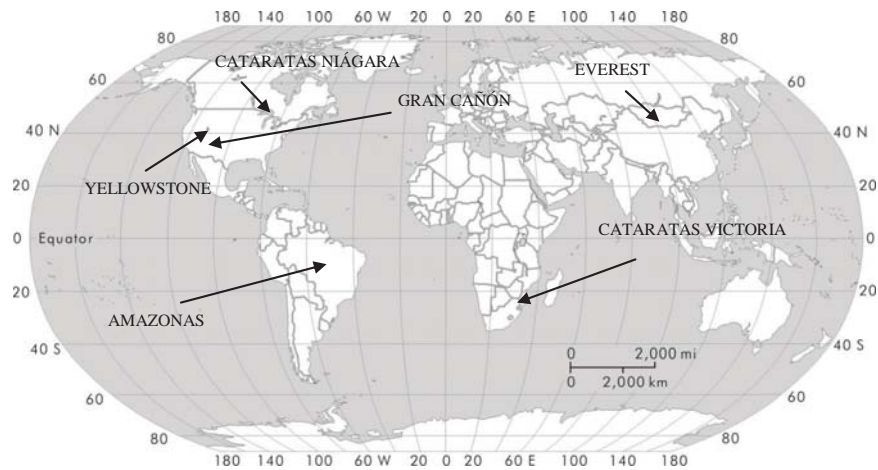 180 140 100 60 W 20 0 20 60 E 100 140 180
80 80
CATARATAS NIÁGARA
EVEREST
60 60
GRAN CAÑÓN
40 N 40 N
YELLOWSTONE
20 20
CATARATAS VICTORIA
0 Equator 0
20 20
AMAZONAS
0 2,000 mi
40 S 40 S
0 2,000 km
60 60
80 80
180 140 100 60 W 20 0 20 60 E 100 140 180